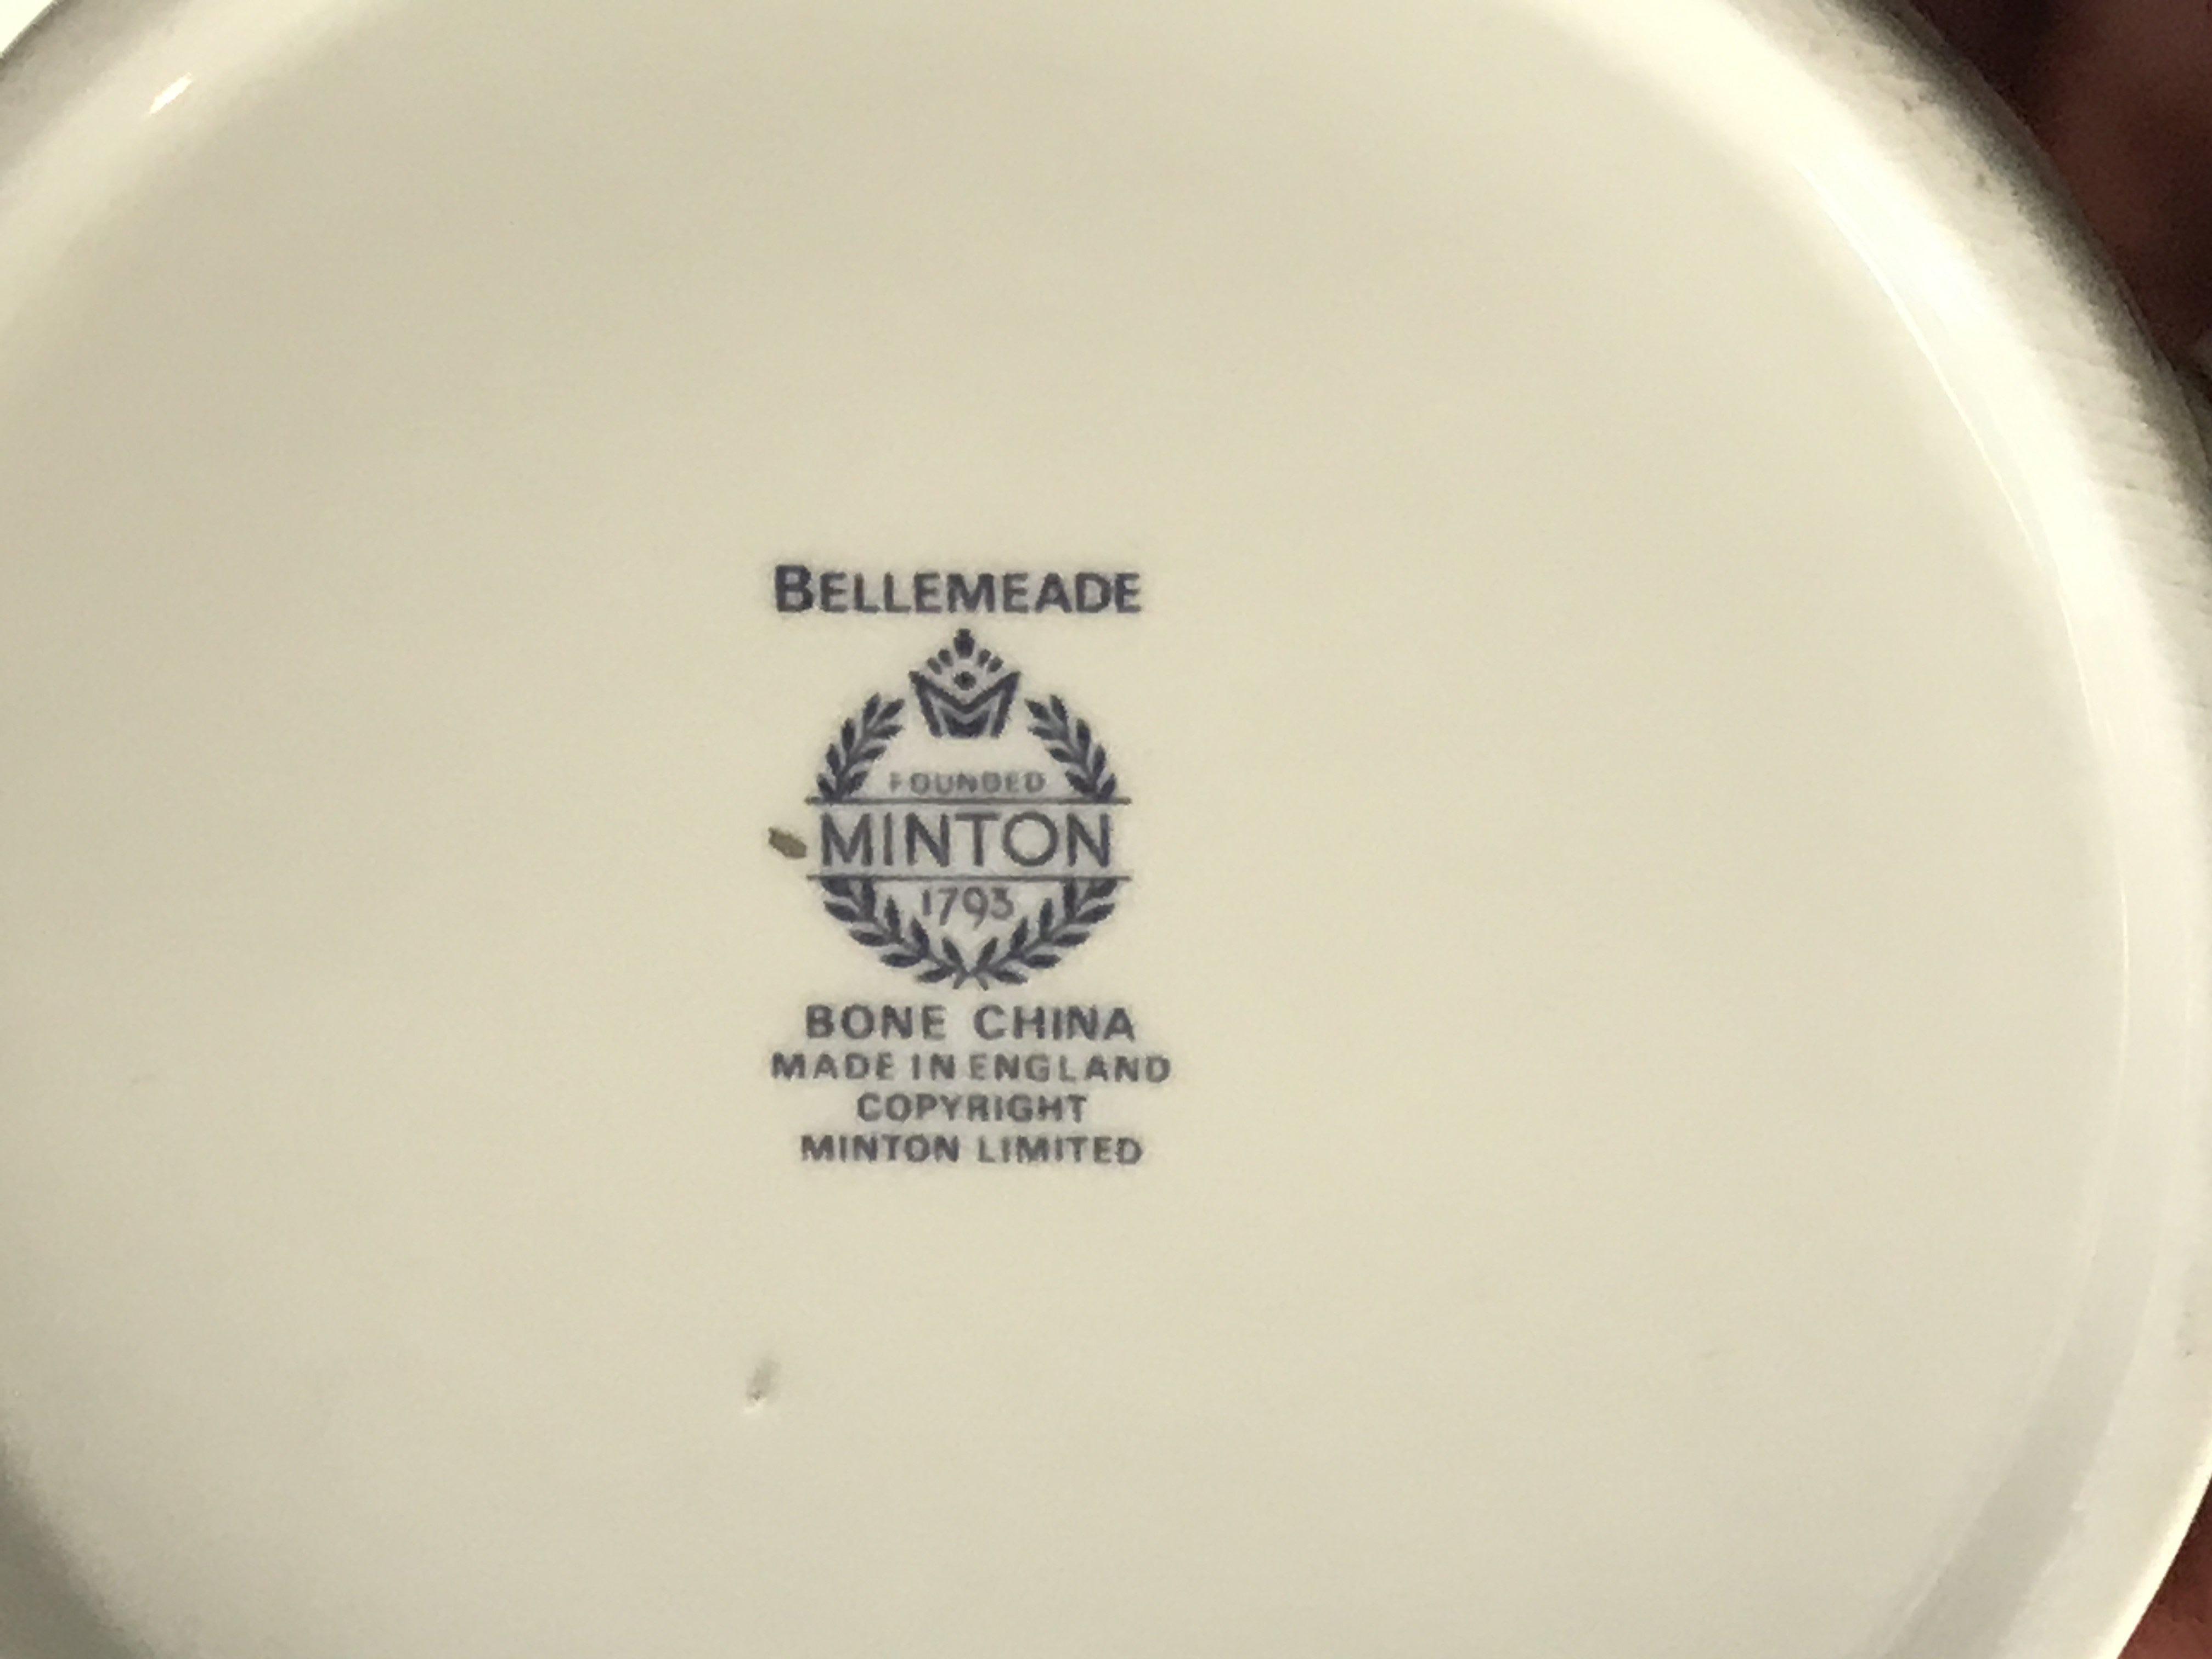 BELLEMEADE
FOUNDED
MINTON
1793
BONE CHINA
MADE IN ENGLAND
COPYRIGHT
MINTON LIMITED